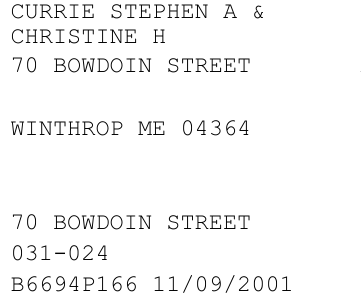 CURRIE STEPHEN A &
CHRISTINE H
70 BOWDOIN STREET
WINTHROP ME 04364
70 BOWDOIN STREET
031-024
B6694P166 11/09/2001